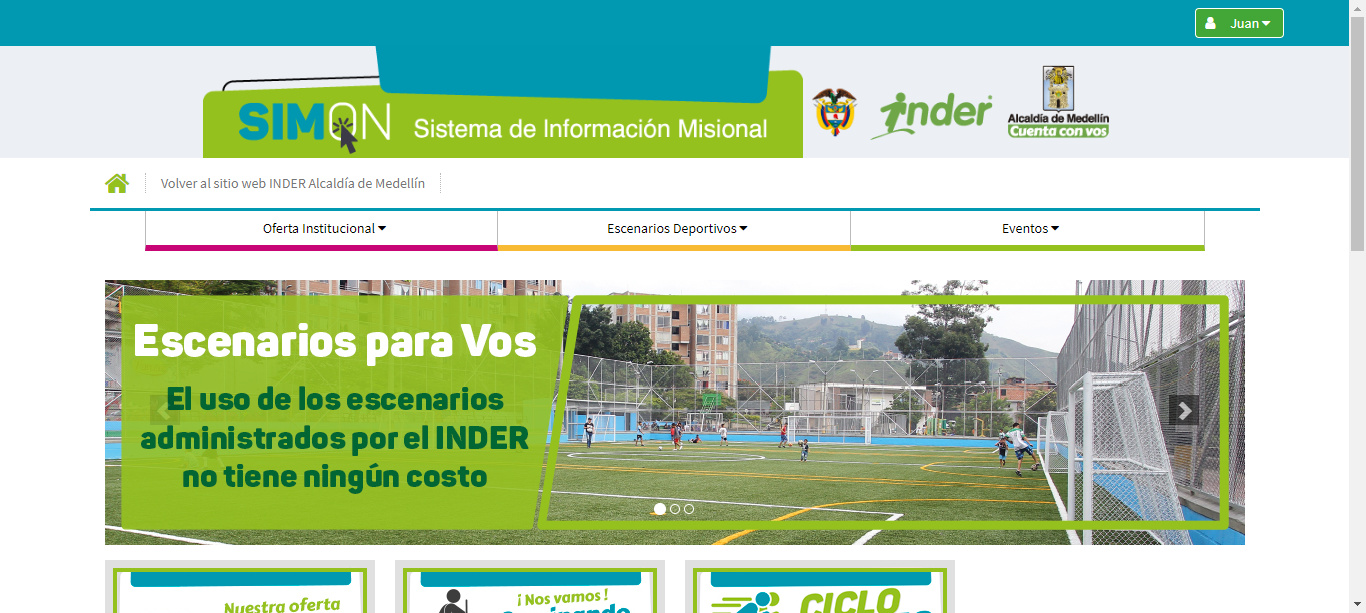 Juan
SIMON Sistema de Información Misional
inder
Alcaldía de Medellín
Cuenta con vos
Volver al sitio web INDER Alcaldía de Medellín
Oferta Institucional
Escenarios Deportivos
Eventos
Escenarios para Vos
El uso de los escenarios
administrados por el INDER
no tiene ningún costo
Nuestra oferta
¡Nos vamos!
CICLO